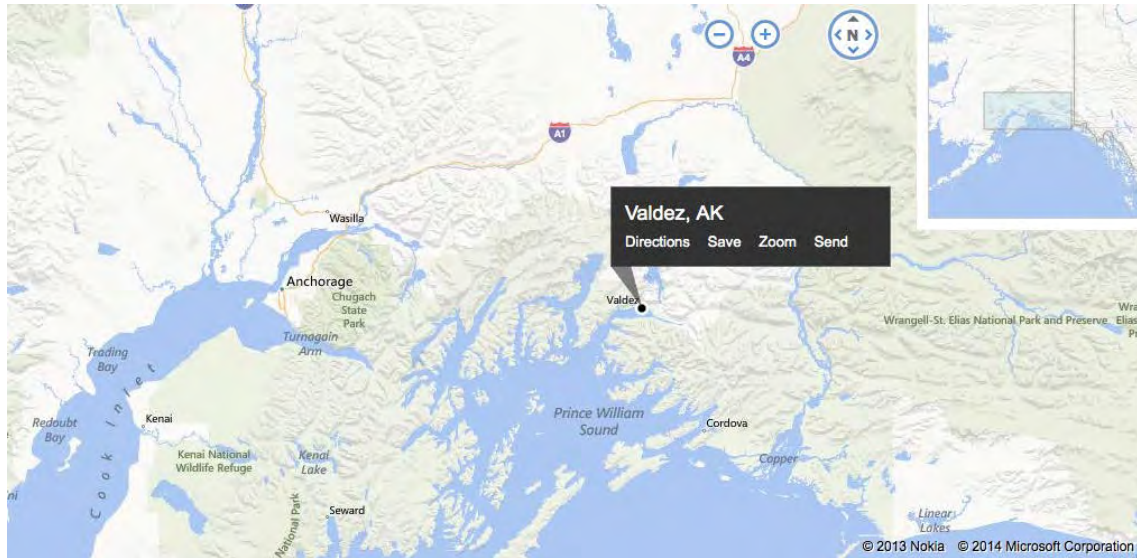 N
A4
A1
Valdez, AK
Directions Save Zoom Send
Wasilla
Anchorage
Chugach
State
Park
Valdez
Turnagain
Arm
Wrangell-St. Elias National Park and Preserve
Trading
Bay
Cook Inlet
Redoubt
Bay
Kenai
Prince William
Sound
Cordova
Kenai National
Wildlife Refuge
Kenai
Lake
Copper
National Park
Seward
Linear
Lakes
© 2013 Nokia © 2014 Microsoft Corporation